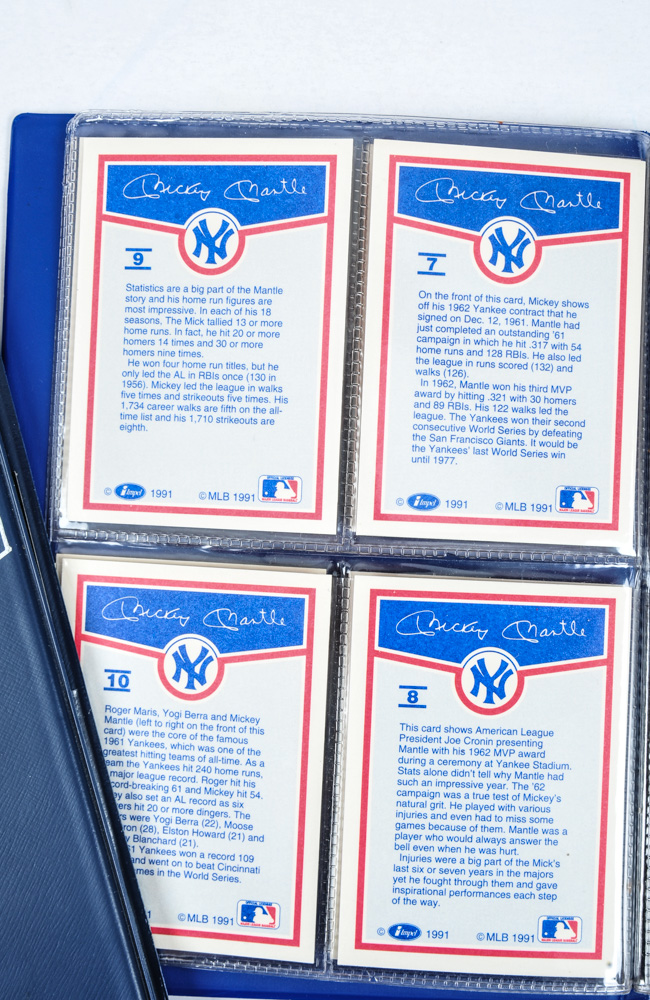 Mickey Mantle
NY
9
Statistics are a big part of the Mantle
story and his home run figures are
most impressive. In each of his 18
seasons, The Mick tallied 13 or more
home runs. In fact, he hit 20 or more
homers 14 times and 30 or more
homers nine times.
He won four home run titles, but he
only led the AL in RBIs once (130 in
1956). Mickey led the league in walks
five times and strikeouts five times. His
1,734 career walks are fifth on the all-
time list and his 1,710 strikeouts are
eighth.
© Impel 1991 © MLB 1991
Mickey Mantle
NY
7
On the front of this card, Mickey shows
off his 1962 Yankee contract that he
signed on Dec. 12, 1961. Mantle had
just completed an outstanding '61
campaign in which he hit .317 with 54
home runs and 128 RBIs. He also led
the league in runs scored (132) and
walks (126).
In 1962, Mantle won his third MVP
award by hitting .321 with 30 homers
and 89 RBIs. His 122 walks led the
league. The Yankees won their second
consecutive World Series by defeating
the San Francisco Giants. It would be
the Yankees' last World Series win
until 1977.
© Impel 1991 © MLB 1991
Mickey Mantle
NY
10
Roger Maris, Yogi Berra and Mickey
Mantle (left to right on the front of this
card) were the core of the famous
1961 Yankees, which was one of the
greatest hitting teams of all-time. As a
team the Yankees hit 240 home runs,
major league record. Roger hit his
cord-breaking 61 and Mickey hit 54.
ey also set an AL record as six
ers hit 20 or more dingers. The
rs were Yogi Berra (22), Moose
ron (28), Elston Howard (21) and
y Blanchard (21).
1 Yankees won a record 109
and went on to beat Cincinnati
mes in the World Series.
1 © MLB 1991
Mickey Mantle
NY
8
This card shows American League
President Joe Cronin presenting
Mantle with his 1962 MVP award
during a ceremony at Yankee Stadium.
Stats alone didn't tell why Mantle had
such an impressive year. The '62
campaign was a true test of Mickey's
natural grit. He played with various
injuries and even had to miss some
games because of them. Mantle was a
player who would always answer the
bell even when he was hurt.
Injuries were a big part of the Mick's
last six or seven years in the majors
yet he fought through them and gave
inspirational performances each step
of the way.
© Impel 1991 © MLB 1991